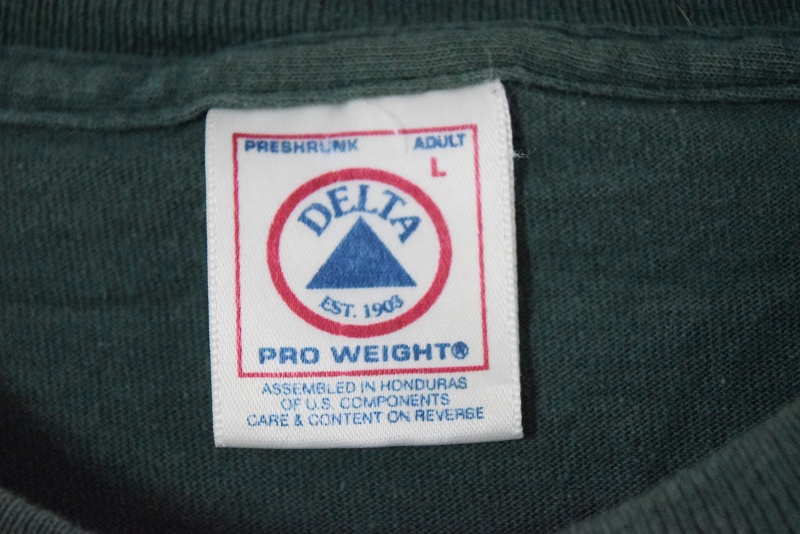 PRESHRUNK ADULT
L
DELTA
EST. 1903
PRO WEIGHT®
ASSEMBLED IN HONDURAS
OF U.S. COMPONENTS
CARE & CONTENT ON REVERSE